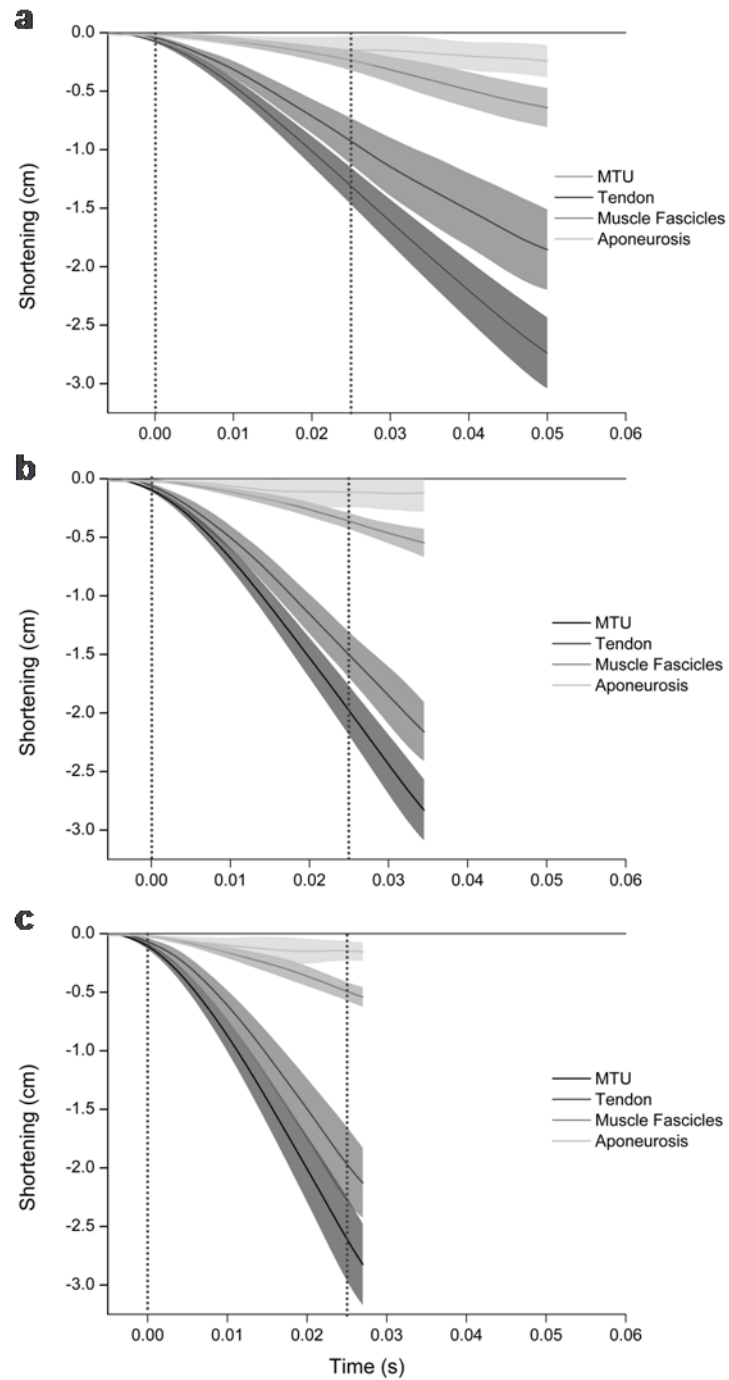 a
0.0
-0.5
-1.0
-1.5
-2.0
-2.5
-3.0
Shortening (cm)
MTU
Tendon
Muscle Fascicles
Aponeurosis
0.00 0.01 0.02 0.03 0.04 0.05 0.06
b
0.0
-0.5
-1.0
-1.5
-2.0
-2.5
-3.0
Shortening (cm)
MTU
Tendon
Muscle Fascicles
Aponeurosis
0.00 0.01 0.02 0.03 0.04 0.05 0.06
c
0.0
-0.5
-1.0
-1.5
-2.0
-2.5
-3.0
Shortening (cm)
MTU
Tendon
Muscle Fascicles
Aponeurosis
0.00 0.01 0.02 0.03 0.04 0.05 0.06
Time (s)